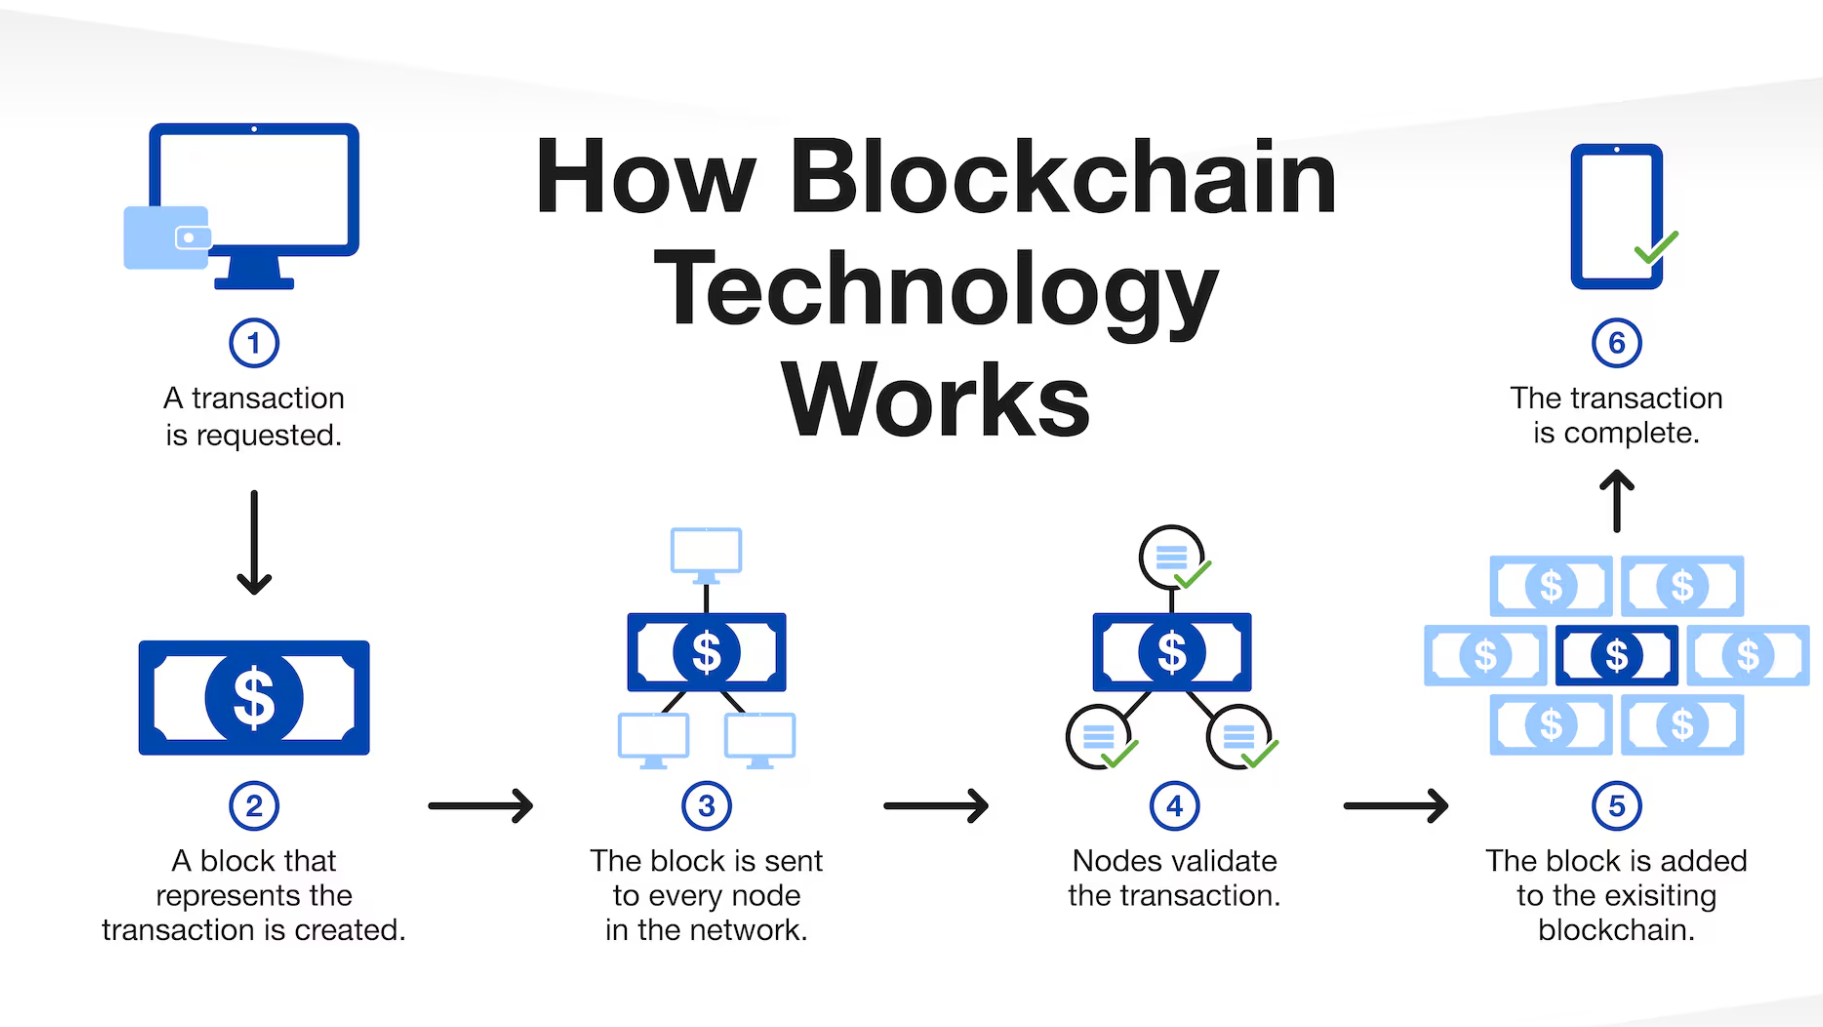 How Blockchain
Technology
Works
1
A transaction
is requested.
$
2
A block that
represents the
transaction is created.
$
3
The block is sent
to every node
in the network.
$
4
Nodes validate
the transaction.
$ $
$ $ $
$ $
5
The block is added
to the exisiting
blockchain.
6
The transaction
is complete.